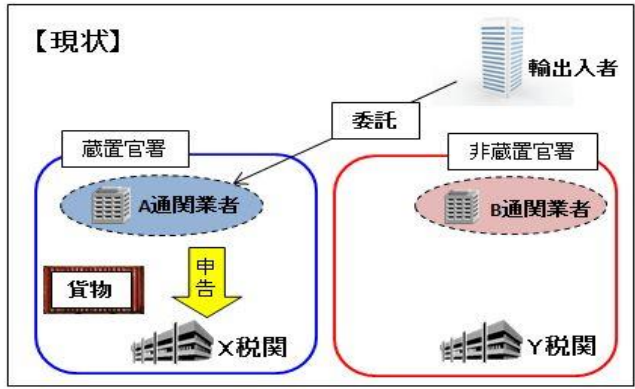 【現状】
輸出入者
委託
蔵置官署
非蔵置官署
A通関業者
B通関業者
申告
貨物
X税関
Y税関